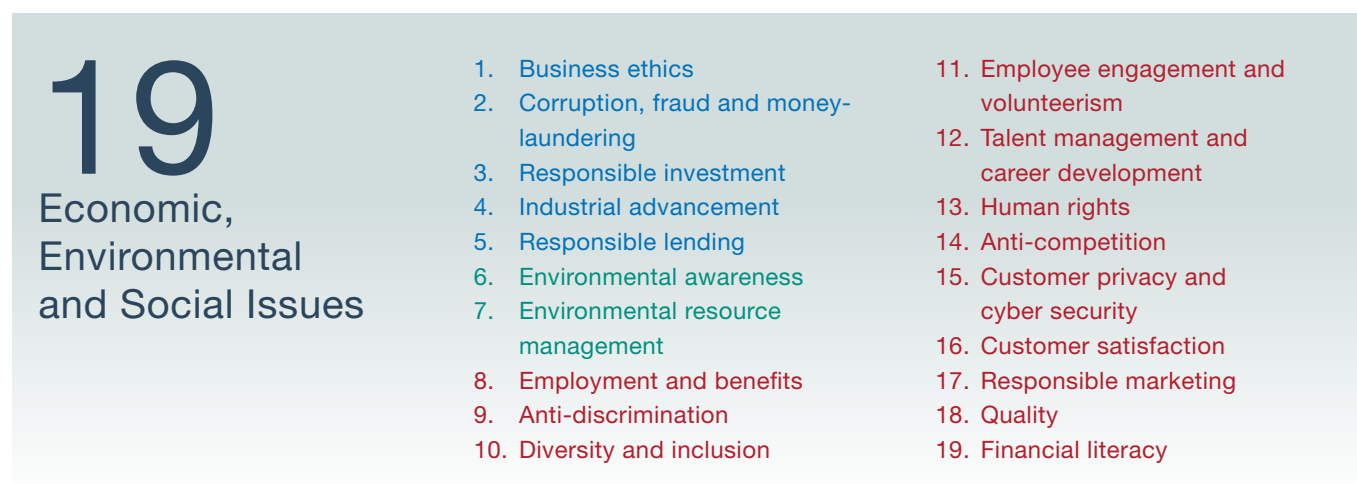 19
Economic,
Environmental
and Social Issues
1. Business ethics
2. Corruption, fraud and money-
laundering
3. Responsible investment
4. Industrial advancement
5. Responsible lending
6. Environmental awareness
7. Environmental resource
management
8. Employment and benefits
9. Anti-discrimination
10. Diversity and inclusion
11. Employee engagement and
volunteerism
12. Talent management and
career development
13. Human rights
14. Anti-competition
15. Customer privacy and
cyber security
16. Customer satisfaction
17. Responsible marketing
18. Quality
19. Financial literacy